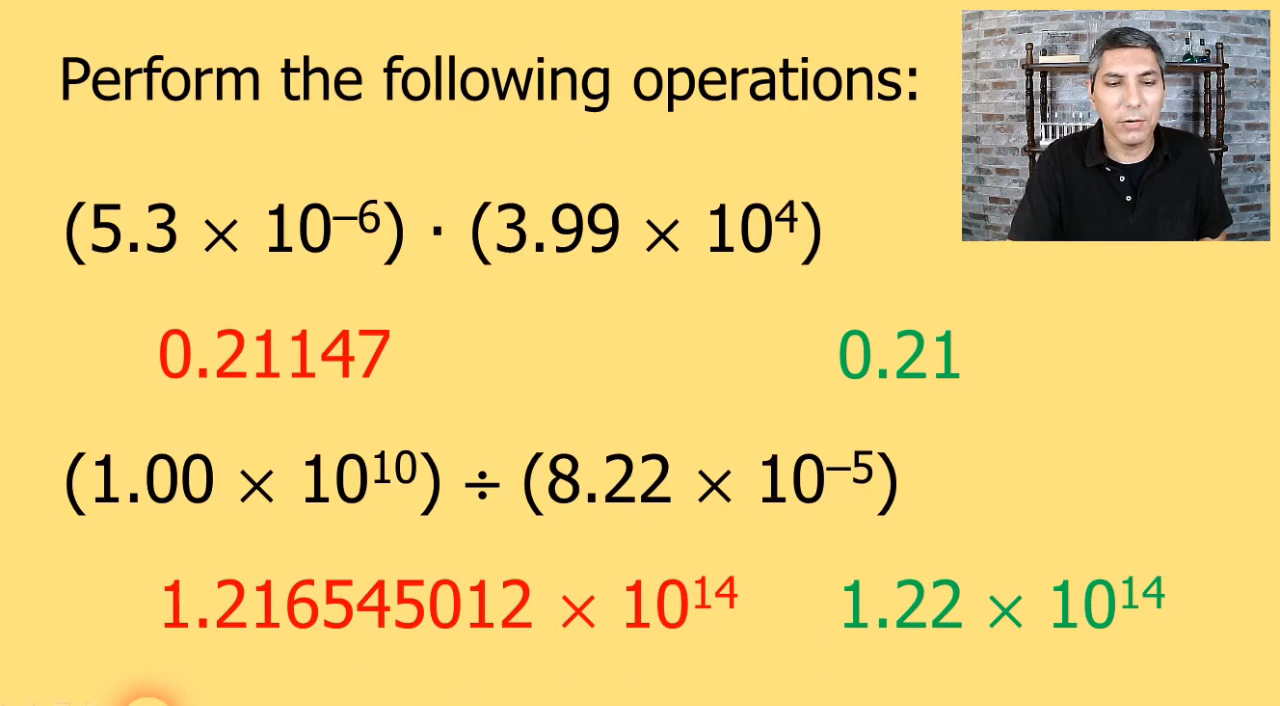 Perform the following operations:
(5.3 × 10⁻⁶) · (3.99 × 10⁴)
0.21147 0.21
(1.00 × 10¹⁰) ÷ (8.22 × 10⁻⁵)
1.216545012 × 10¹⁴ 1.22 × 10¹⁴